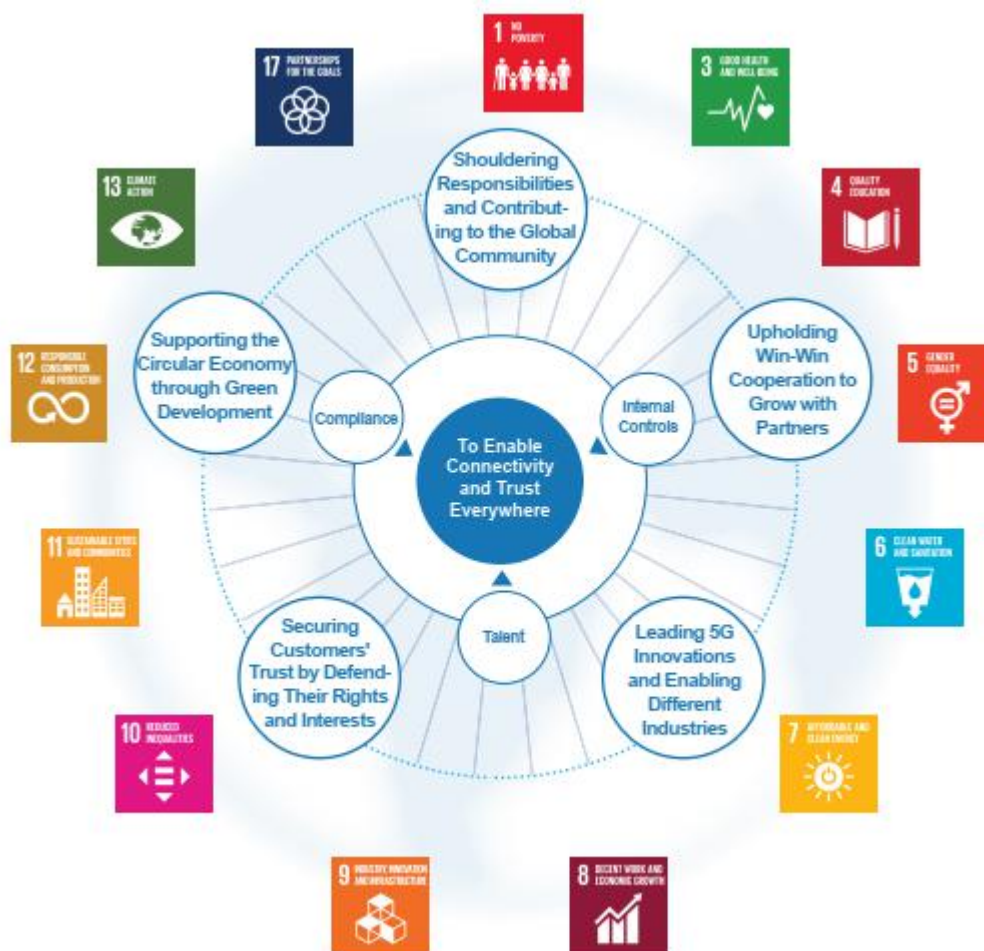 1 NO
POVERTY
3 GOOD HEALTH
AND WELL-BEING
4 QUALITY
EDUCATION
5 GENDER
EQUALITY
6 CLEAN WATER
AND SANITATION
7 AFFORDABLE AND
CLEAN ENERGY
8 DECENT WORK AND
ECONOMIC GROWTH
9 INDUSTRY, INNOVATION
AND INFRASTRUCTURE
10 REDUCED
INEQUALITIES
11 SUSTAINABLE CITIES
AND COMMUNITIES
12 RESPONSIBLE
CONSUMPTION
AND PRODUCTION
13 CLIMATE
ACTION
17 PARTNERSHIPS
FOR THE GOALS
Shouldering
Responsibilities
and Contribut-
ing to the Global
Community
Upholding
Win-Win
Cooperation to
Grow with
Partners
Leading 5G
Innovations
and Enabling
Different
Industries
Securing
Customers'
Trust by Defend-
ing Their Rights
and Interests
Supporting the
Circular Economy
through Green
Development
Compliance
Internal
Controls
Talent
To Enable
Connectivity
and Trust
Everywhere